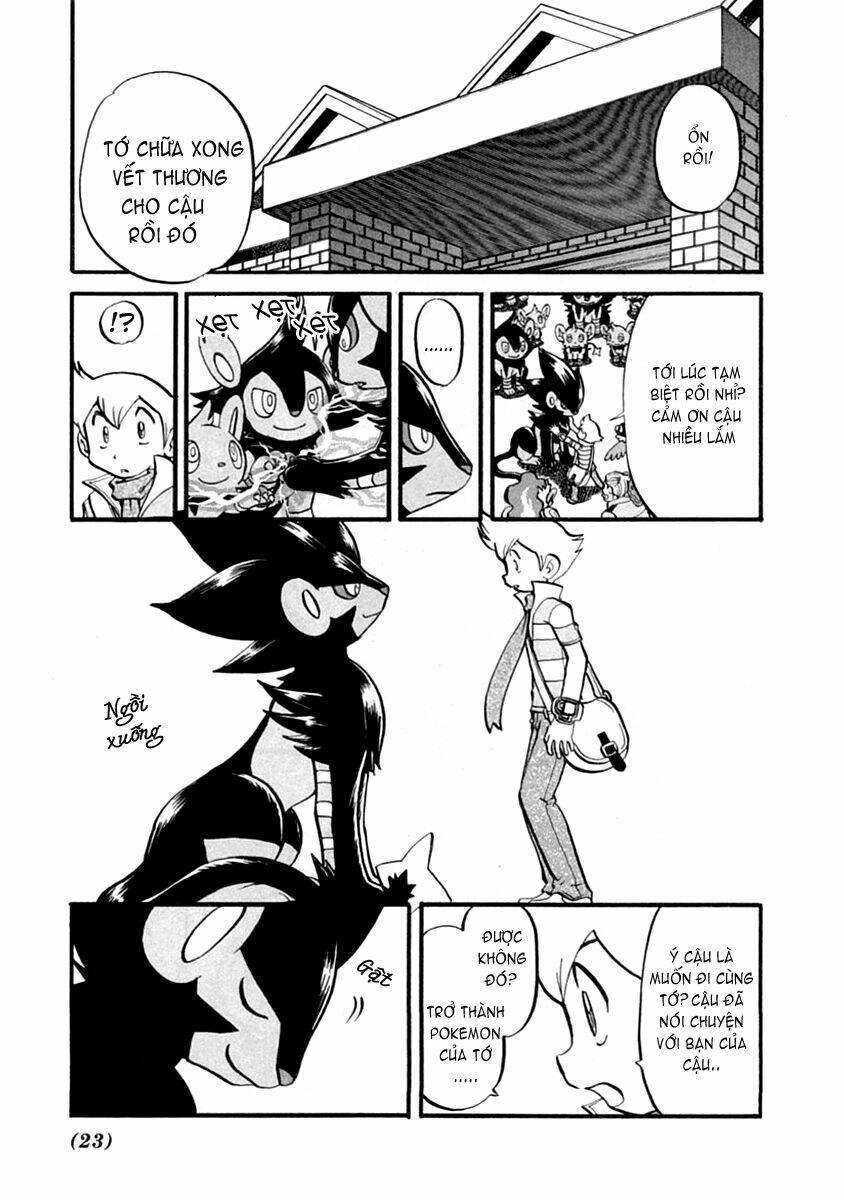 ỔN
RỒI!
TỚ CHỮA XONG
VẾT THƯƠNG
CHO CẬU
RỒI ĐÓ
TỚI LÚC TẠM
BIỆT RỒI NHỈ?
CẢM ƠN CẬU
NHIỀU LẮM
......
XẸT
XẸT
XẸT
!?
Ngồi
xuống
Ý CẬU LÀ
MUỐN ĐI CÙNG
TỚ? CẬU ĐÃ
NÓI CHUYỆN
VỚI BẠN CỦA
CẬU..
ĐƯỢC
KHÔNG
ĐÓ?
TRỞ THÀNH
POKEMON
CỦA TỚ
.....
Gật
(23)